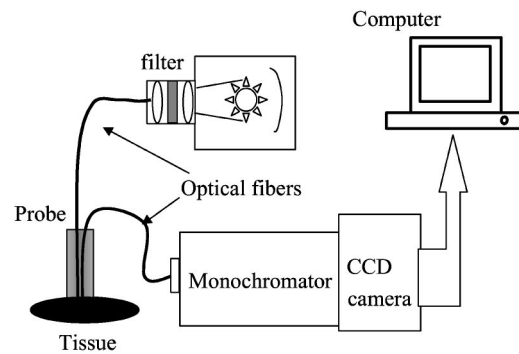 Computer
filter
Optical fibers
Probe
Monochromator
CCD
camera
Tissue